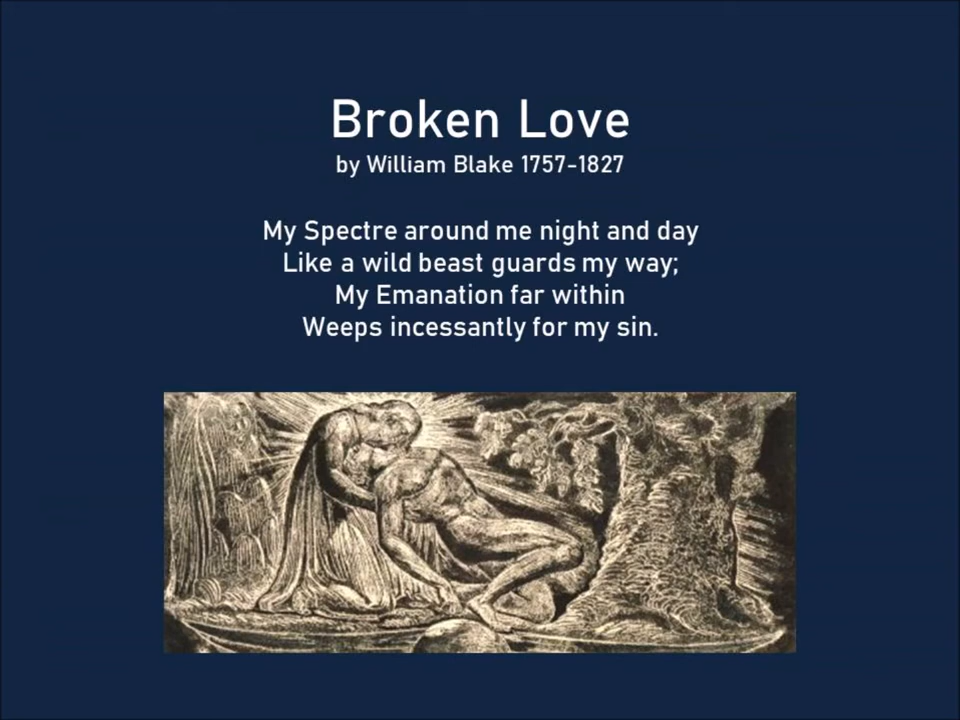 Broken Love
by William Blake 1757-1827
My Spectre around me night and day
Like a wild beast guards my way;
My Emanation far within
Weeps incessantly for my sin.